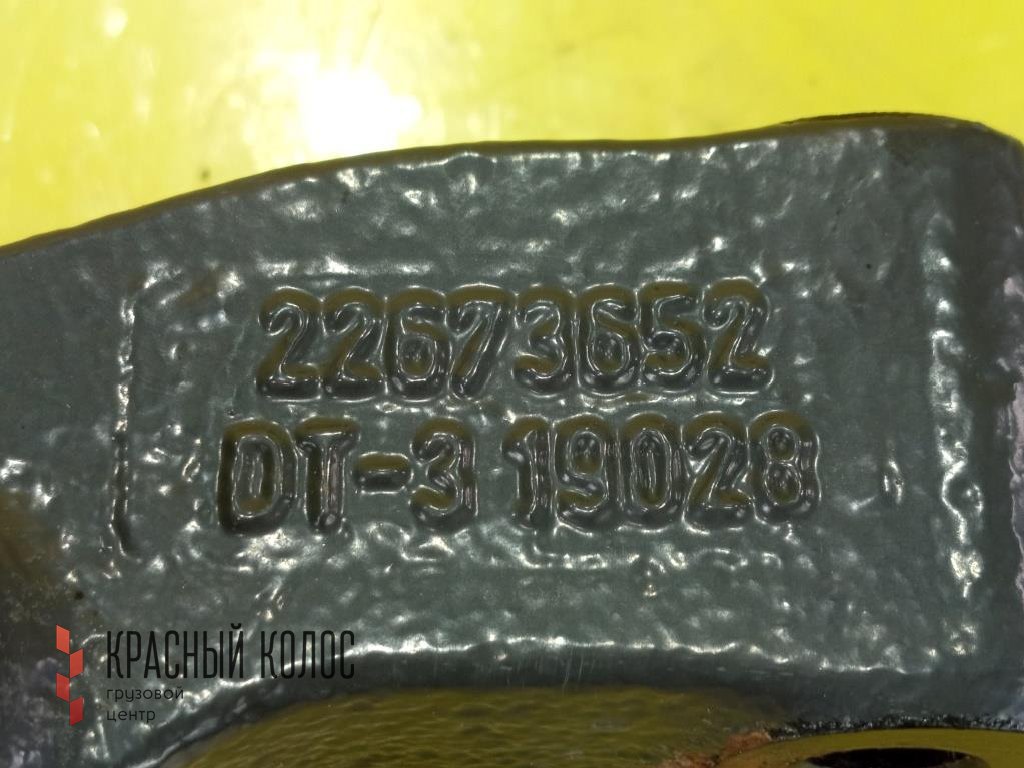 22673652
DT-3 19028
КРАСНЫЙ КОЛОС
грузовой
центр